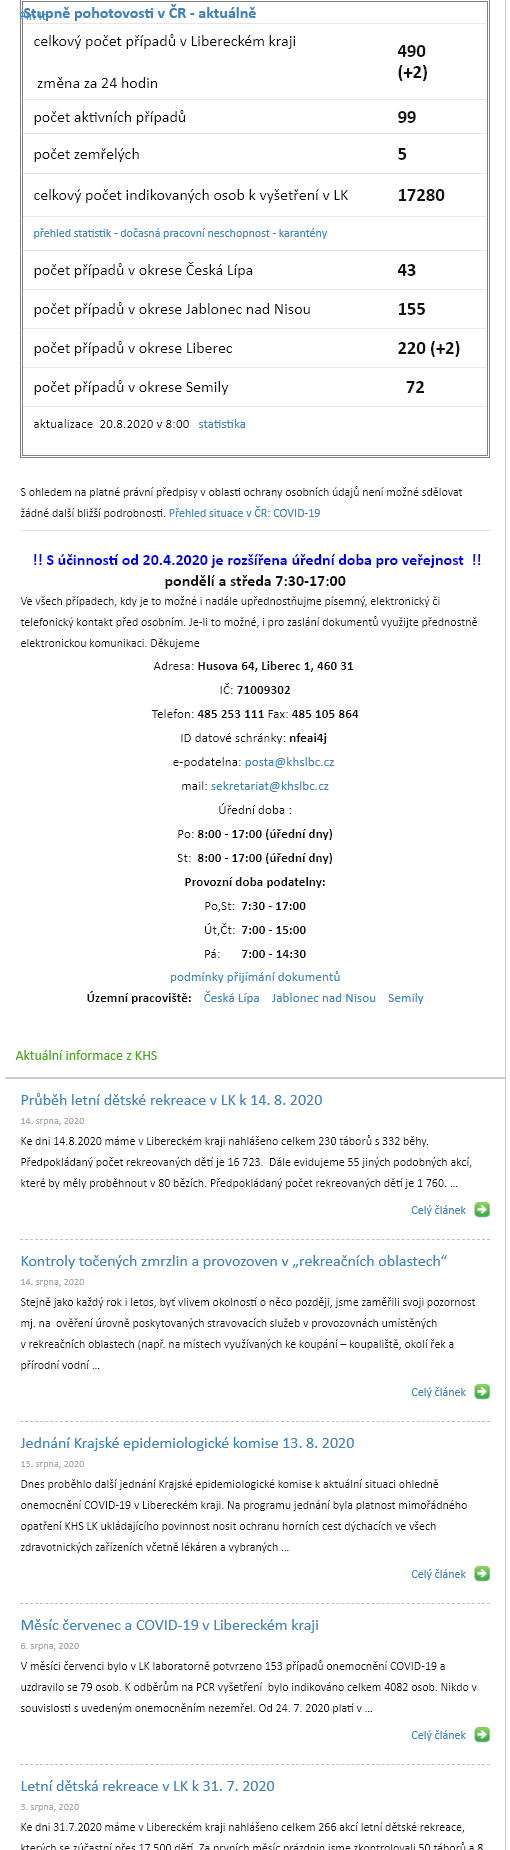 Stupně pohotovosti v ČR - aktuálně
celkový počet případů v Libereckém kraji
změna za 24 hodin
490
(+2)
počet aktivních případů 99
počet zemřelých 5
celkový počet indikovaných osob k vyšetření v LK 17280
přehled statistik - dočasná pracovní neschopnost - karantény
počet případů v okrese Česká Lípa 43
počet případů v okrese Jablonec nad Nisou 155
počet případů v okrese Liberec 220 (+2)
počet případů v okrese Semily 72
aktualizace 20.8.2020 v 8:00 statistika
S ohledem na platné právní předpisy v oblasti ochrany osobních údajů není možné sdělovat
žádné další bližší podrobnosti. Přehled situace v ČR: COVID-19
!! S účinností od 20.4.2020 je rozšířena úřední doba pro veřejnost !!
pondělí a středa 7:30-17:00
Ve všech případech, kdy je to možné i nadále upřednostňujme písemný, elektronický či
telefonický kontakt před osobním. Je-li to možné, i pro zaslání dokumentů využijte přednostně
elektronickou komunikaci. Děkujeme
Adresa: Husova 64, Liberec 1, 460 31
IČ: 71009302
Telefon: 485 253 111 Fax: 485 105 864
ID datové schránky: nfeai4j
e-podatelna: posta@khslbc.cz
mail: sekretariat@khslbc.cz
Úřední doba :
Po: 8:00 - 17:00 (úřední dny)
St: 8:00 - 17:00 (úřední dny)
Provozní doba podatelny:
Po,St: 7:30 - 17:00
Út,Čt: 7:00 - 15:00
Pá: 7:00 - 14:30
podmínky přijímání dokumentů
Územní pracoviště: Česká Lípa Jablonec nad Nisou Semily
Aktuální informace z KHS
Průběh letní dětské rekreace v LK k 14. 8. 2020
14. srpna, 2020
Ke dni 14.8.2020 máme v Libereckém kraji nahlášeno celkem 230 táborů s 332 běhy.
Předpokládaný počet rekreovaných dětí je 16 723. Dále evidujeme 55 jiných podobných akcí,
které by měly proběhnout v 80 bězích. Předpokládaný počet rekreovaných dětí je 1 760. ...
Celý článek
Kontroly točených zmrzlin a provozoven v „rekreačních oblastech“
14. srpna, 2020
Stejně jako každý rok i letos, byť vlivem okolností o něco později, jsme zaměřili svoji pozornost
mj. na ověření úrovně poskytovaných stravovacích služeb v provozovnách umístěných
v rekreačních oblastech (např. na místech využívaných ke koupání – koupaliště, okolí řek a
přírodní vodní ...
Celý článek
Jednání Krajské epidemiologické komise 13. 8. 2020
13. srpna, 2020
Dnes proběhlo další jednání Krajské epidemiologické komise k aktuální situaci ohledně
onemocnění COVID-19 v Libereckém kraji. Na programu jednání byla platnost mimořádného
opatření KHS LK ukládajícího povinnost nosit ochranu horních cest dýchacích ve všech
zdravotnických zařízeních včetně lékáren a vybraných ...
Celý článek
Měsíc červenec a COVID-19 v Libereckém kraji
6. srpna, 2020
V měsíci červenci bylo v LK laboratorně potvrzeno 153 případů onemocnění COVID-19 a
uzdravilo se 79 osob. K odběrům na PCR vyšetření bylo indikováno celkem 4082 osob. Nikdo v
souvislosti s uvedeným onemocněním nezemřel. Od 24. 7. 2020 platí v ...
Celý článek
Letní dětská rekreace v LK k 31. 7. 2020
3. srpna, 2020
Ke dni 31.7.2020 máme v Libereckém kraji nahlášeno celkem 266 akcí letní dětské rekreace,
kterých se zúčastní přes 17 500 dětí. Za prvních měsíc prázdnin jsme zkontrolovali 50 táborů a 8